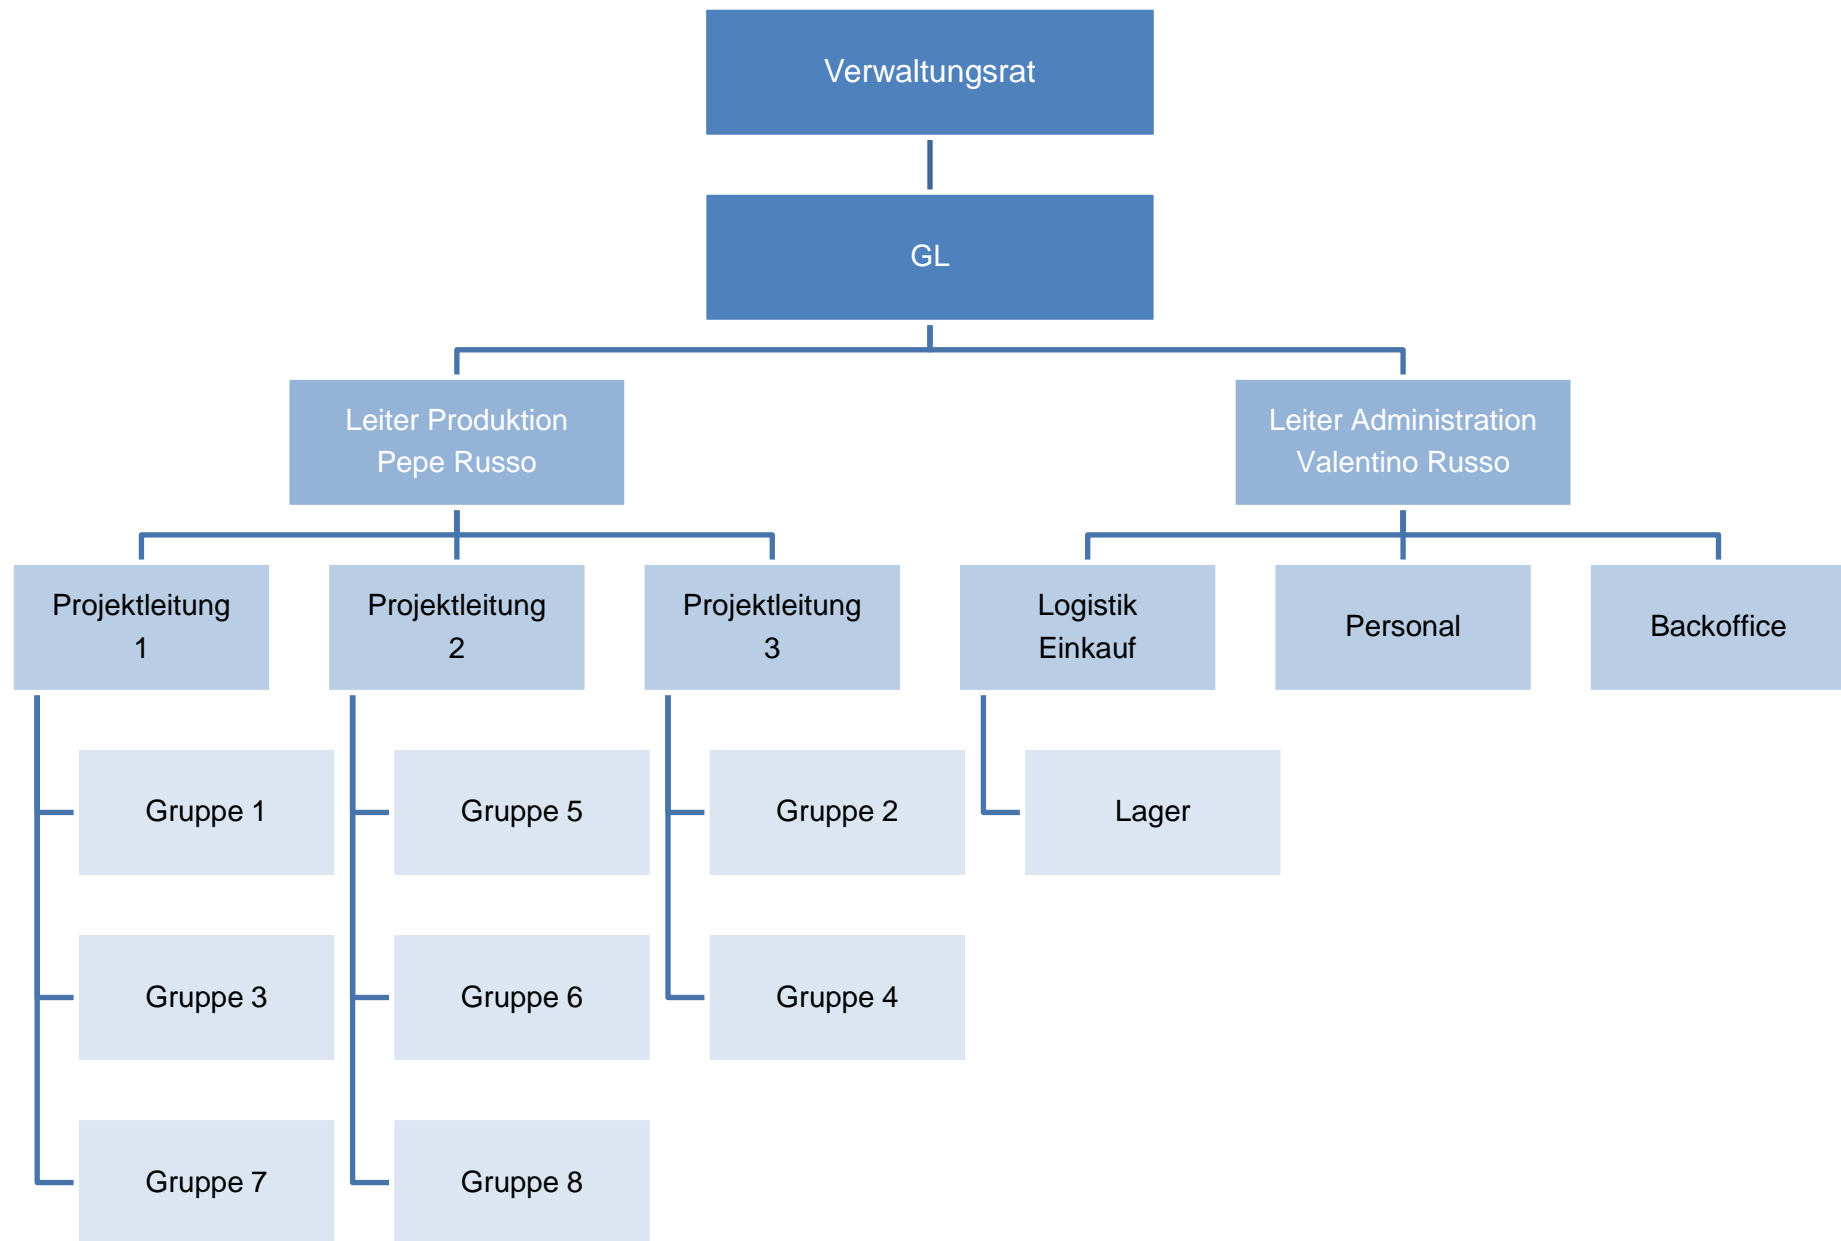 Verwaltungsrat
GL
Leiter Produktion
Pepe Russo
Leiter Administration
Valentino Russo
Projektleitung
1
Projektleitung
2
Projektleitung
3
Logistik
Einkauf
Personal
Backoffice
Gruppe 1
Gruppe 5
Gruppe 2
Lager
Gruppe 3
Gruppe 6
Gruppe 4
Gruppe 7
Gruppe 8